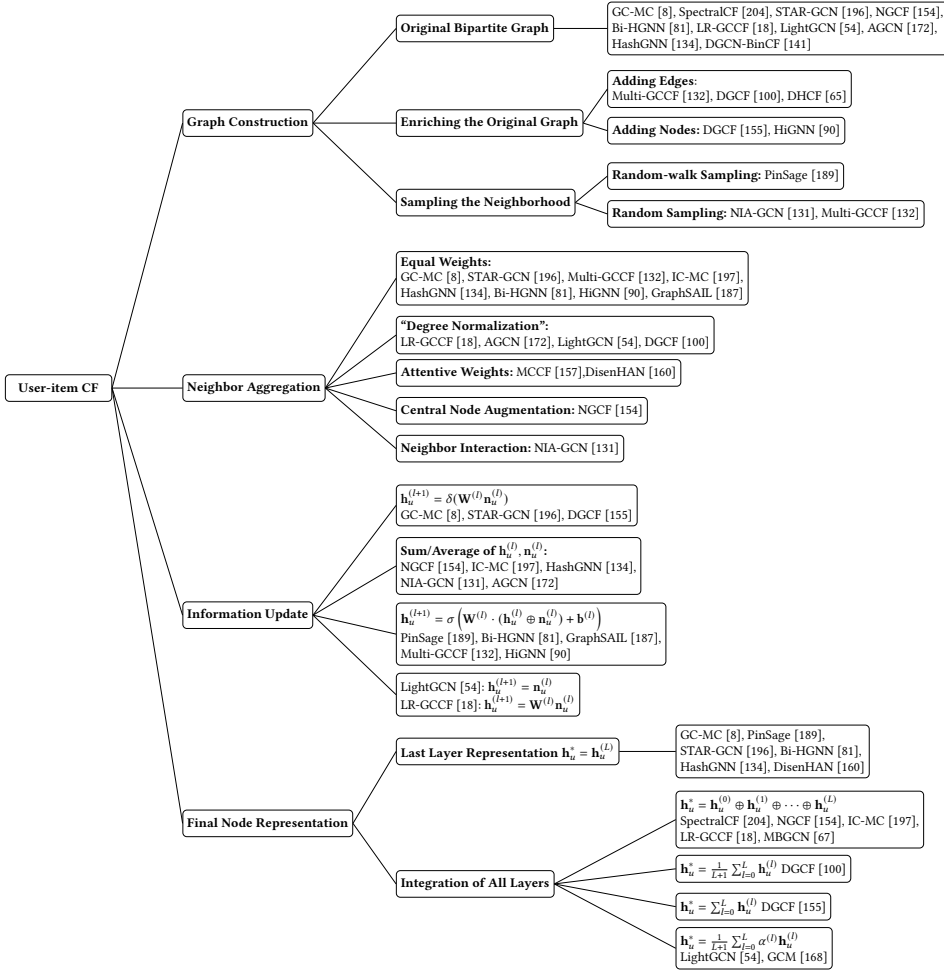 User-item CF
Graph Construction
Original Bipartite Graph
GC-MC [8], SpectralCF [204], STAR-GCN [196], NGCF [154],
Bi-HGNN [81], LR-GCCF [18], LightGCN [54], AGCN [172],
HashGNN [134], DGCN-BinCF [141]
Enriching the Original Graph
Adding Edges:
Multi-GCCF [132], DGCF [100], DHCF [65]
Adding Nodes: DGCF [155], HiGNN [90]
Sampling the Neighborhood
Random-walk Sampling: PinSage [189]
Random Sampling: NIA-GCN [131], Multi-GCCF [132]
Neighbor Aggregation
Equal Weights:
GC-MC [8], STAR-GCN [196], Multi-GCCF [132], IC-MC [197],
HashGNN [134], Bi-HGNN [81], HiGNN [90], GraphSAIL [187]
“Degree Normalization”:
LR-GCCF [18], AGCN [172], LightGCN [54], DGCF [100]
Attentive Weights: MCCF [157],DisenHAN [160]
Central Node Augmentation: NGCF [154]
Neighbor Interaction: NIA-GCN [131]
Information Update
𝐡_u^{(l+1)} = δ(𝐖^{(l)}𝐧_u^{(l)})
GC-MC [8], STAR-GCN [196], DGCF [155]
Sum/Average of 𝐡_u^{(l)}, 𝐧_u^{(l)}:
NGCF [154], IC-MC [197], HashGNN [134],
NIA-GCN [131], AGCN [172]
𝐡_u^{(l+1)} = σ(𝐖^{(l)} · (𝐡_u^{(l)} ⊕ 𝐧_u^{(l)}) + 𝐛^{(l)})
PinSage [189], Bi-HGNN [81], GraphSAIL [187],
Multi-GCCF [132], HiGNN [90]
LightGCN [54]: 𝐡_u^{(l+1)} = 𝐧_u^{(l)}
LR-GCCF [18]: 𝐡_u^{(l+1)} = 𝐖^{(l)}𝐧_u^{(l)}
Final Node Representation
Last Layer Representation 𝐡_u^* = 𝐡_u^{(L)}
GC-MC [8], PinSage [189],
STAR-GCN [196], Bi-HGNN [81],
HashGNN [134], DisenHAN [160]
Integration of All Layers
𝐡_u^* = 𝐡_u^{(0)} ⊕ 𝐡_u^{(1)} ⊕ ⋯ ⊕ 𝐡_u^{(L)}
SpectralCF [204], NGCF [154], IC-MC [197],
LR-GCCF [18], MBGCN [67]
𝐡_u^* = \frac{1}{L+1} ∑_{l=0}^{L} 𝐡_u^{(l)} DGCF [100]
𝐡_u^* = ∑_{l=0}^{L} 𝐡_u^{(l)} DGCF [155]
𝐡_u^* = \frac{1}{L+1} ∑_{l=0}^{L} α^{(l)}𝐡_u^{(l)}
LightGCN [54], GCM [168]